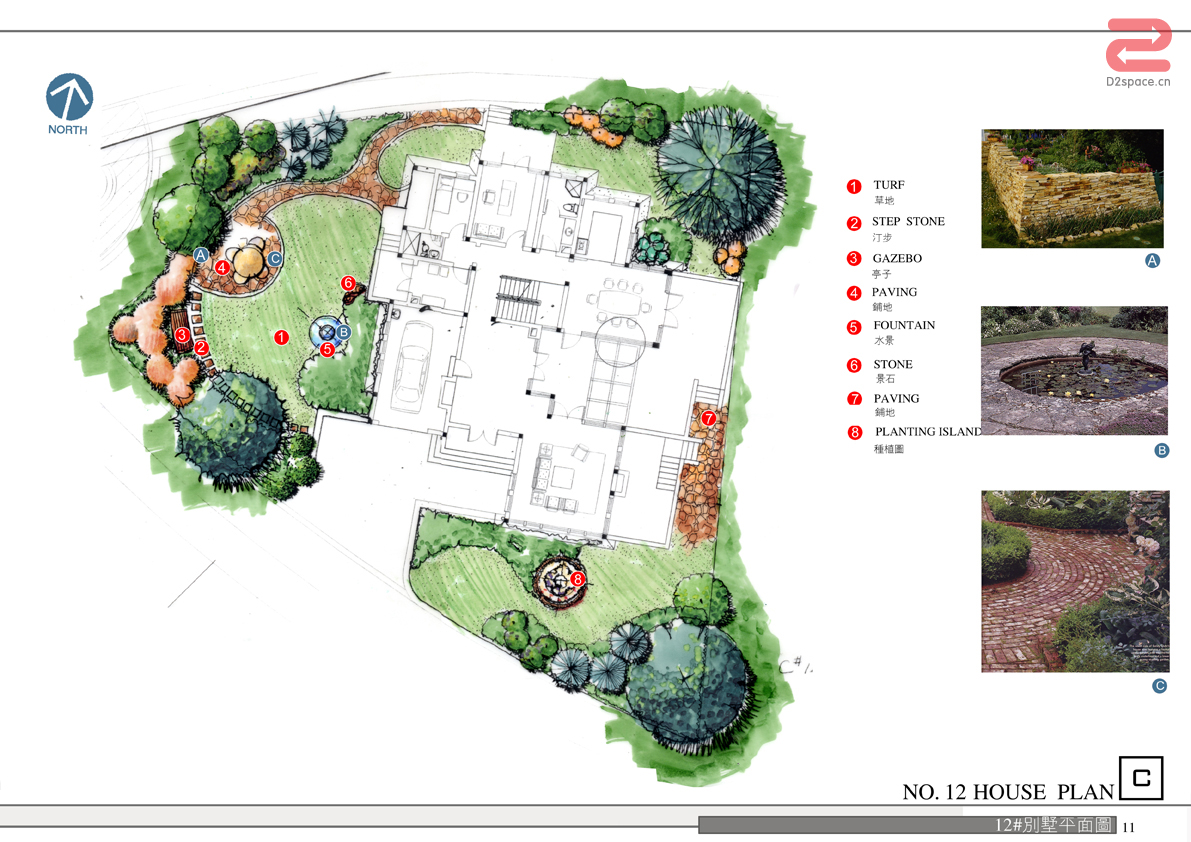 D2space.cn
NORTH
1 TURF
草地
2 STEP STONE
汀步
3 GAZEBO
亭子
4 PAVING
鋪地
5 FOUNTAIN
水景
6 STONE
景石
7 PAVING
鋪地
8 PLANTING ISLAND
種植圖
A
B
C
A
C
4
6
1
B
5
3
2
7
8
C#1
NO. 12 HOUSE PLAN C
12#別墅平面圖 11